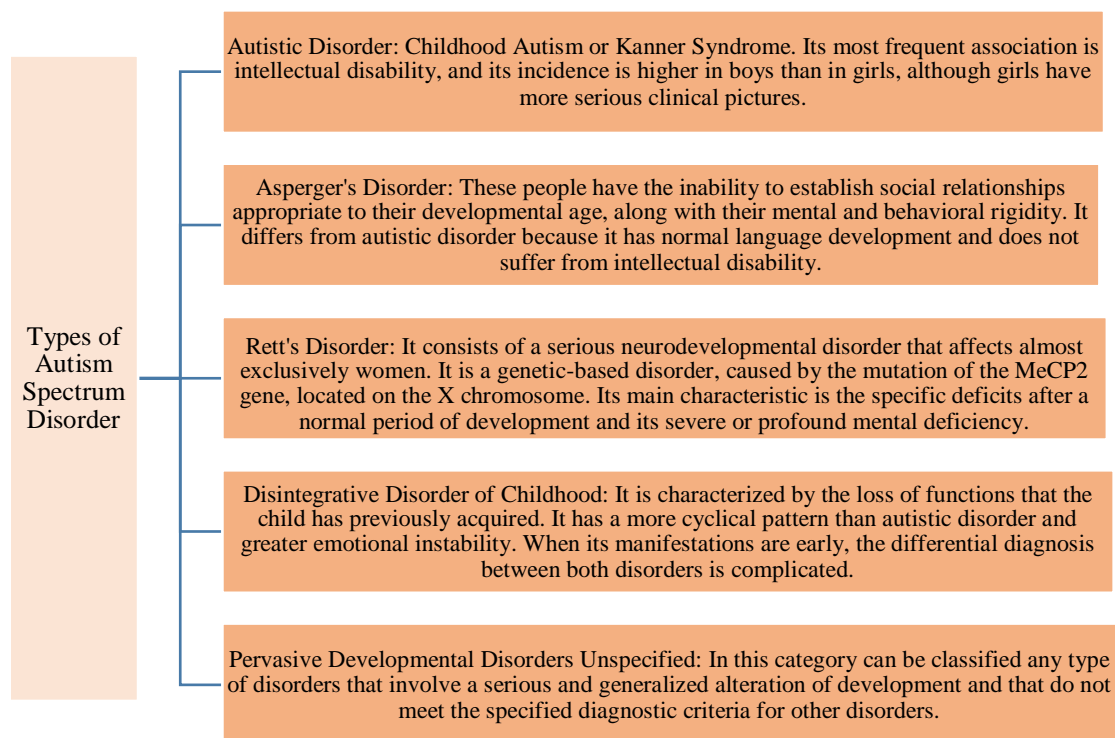 Types of
Autism
Spectrum
Disorder
Autistic Disorder: Childhood Autism or Kanner Syndrome. Its most frequent association is
intellectual disability, and its incidence is higher in boys than in girls, although girls have
more serious clinical pictures.
Asperger's Disorder: These people have the inability to establish social relationships
appropriate to their developmental age, along with their mental and behavioral rigidity. It
differs from autistic disorder because it has normal language development and does not
suffer from intellectual disability.
Rett's Disorder: It consists of a serious neurodevelopmental disorder that affects almost
exclusively women. It is a genetic-based disorder, caused by the mutation of the MeCP2
gene, located on the X chromosome. Its main characteristic is the specific deficits after a
normal period of development and its severe or profound mental deficiency.
Disintegrative Disorder of Childhood: It is characterized by the loss of functions that the
child has previously acquired. It has a more cyclical pattern than autistic disorder and
greater emotional instability. When its manifestations are early, the differential diagnosis
between both disorders is complicated.
Pervasive Developmental Disorders Unspecified: In this category can be classified any type
of disorders that involve a serious and generalized alteration of development and that do not
meet the specified diagnostic criteria for other disorders.